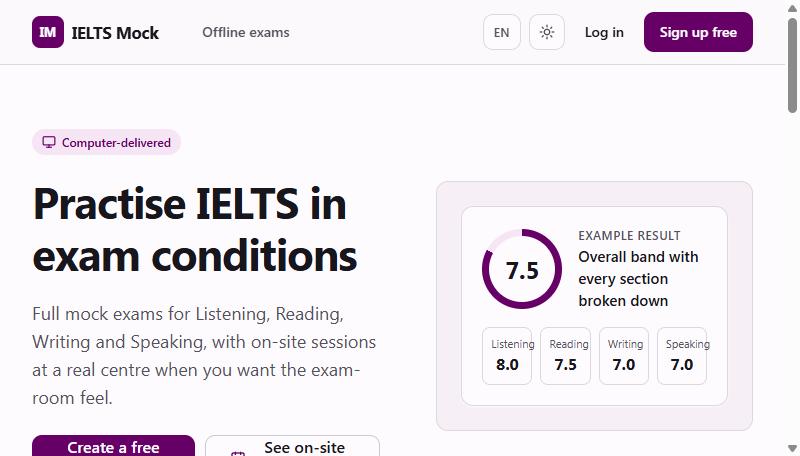 IM IELTS Mock
Offline exams
EN
Log in
Sign up free
Computer-delivered
Practise IELTS in
exam conditions
Full mock exams for Listening, Reading,
Writing and Speaking, with on-site sessions
at a real centre when you want the exam-
room feel.
Create a free
See on-site
7.5
EXAMPLE RESULT
Overall band with
every section
broken down
Listening Reading Writing Speaking
8.0 7.5 7.0 7.0